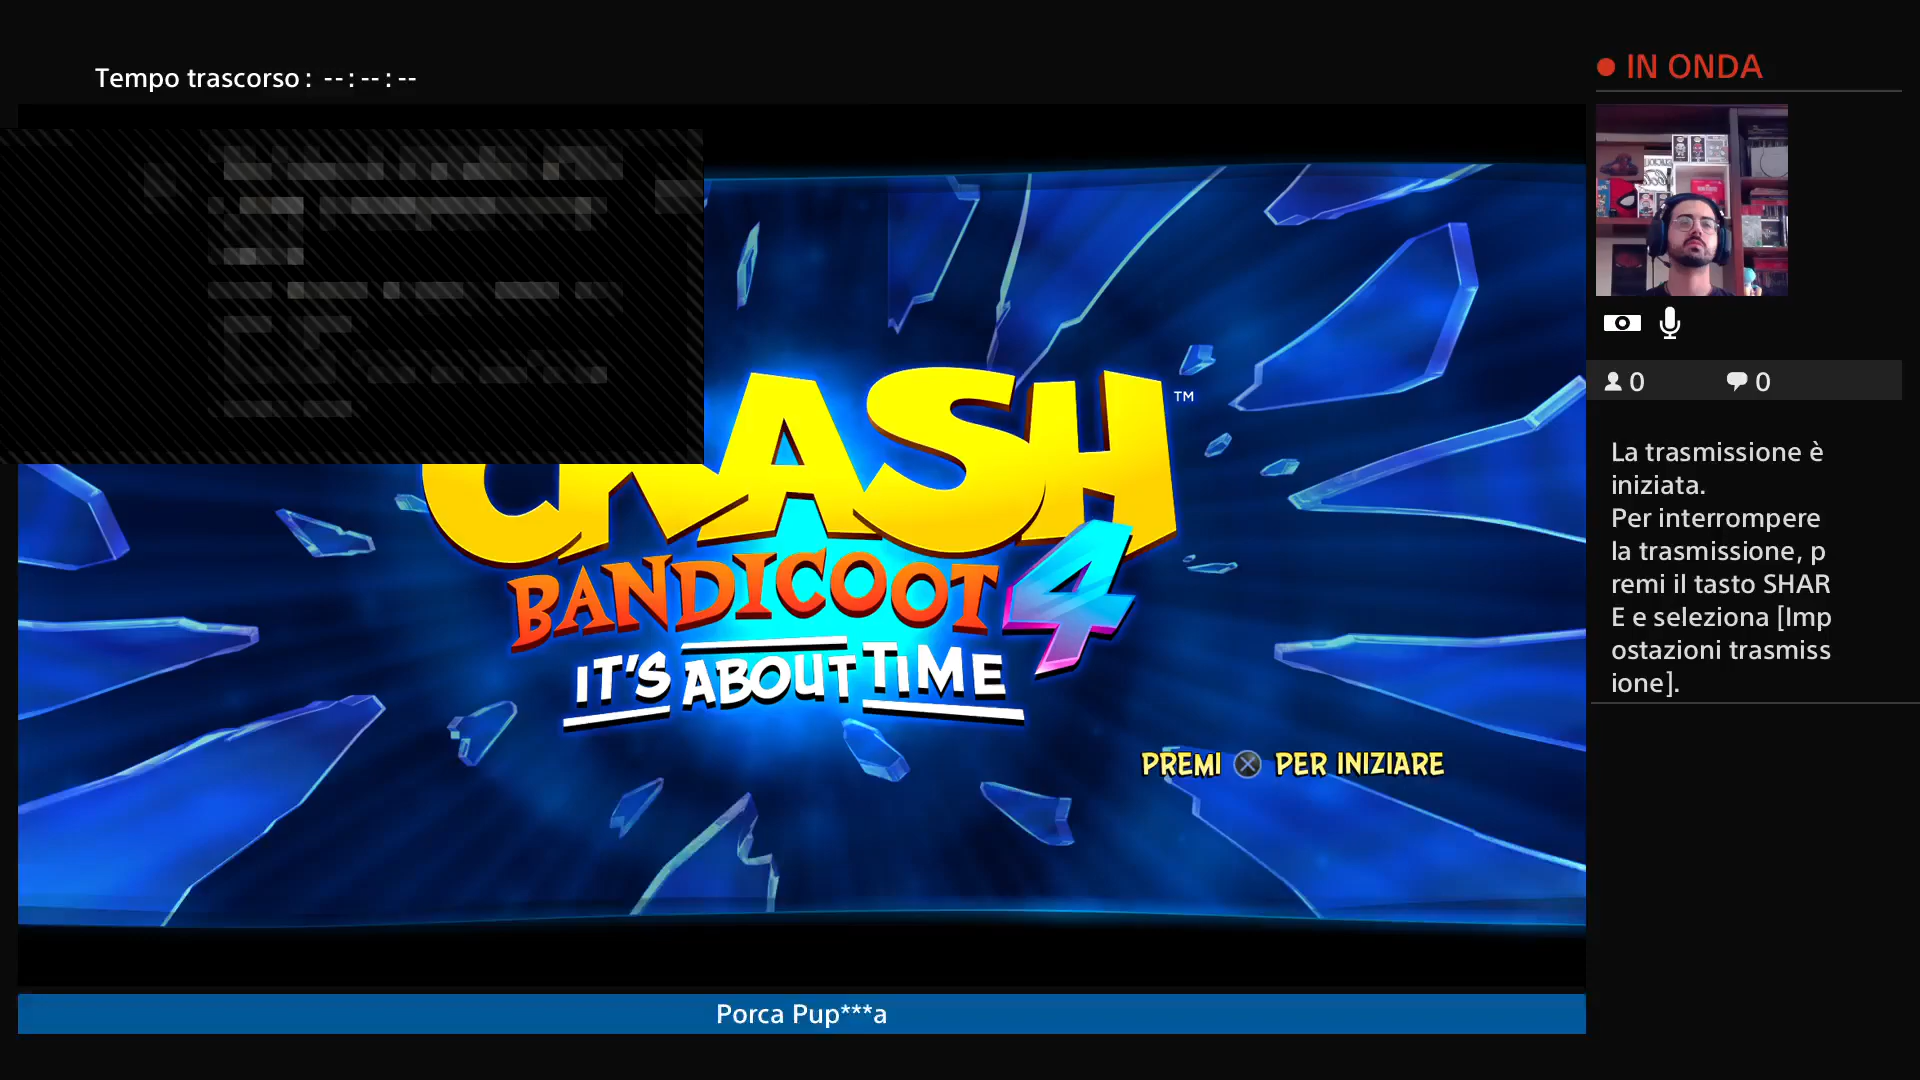 Tempo trascorso : -- : -- : --
IN ONDA
0 0
La trasmissione è
iniziata.
Per interrompere
la trasmissione, p
remi il tasto SHAR
E e seleziona [Imp
ostazioni trasmiss
ione].
CRASH™
BANDICOOT 4
IT'S ABOUT TIME
PREMI ⓧ PER INIZIARE
Porca Pup***a